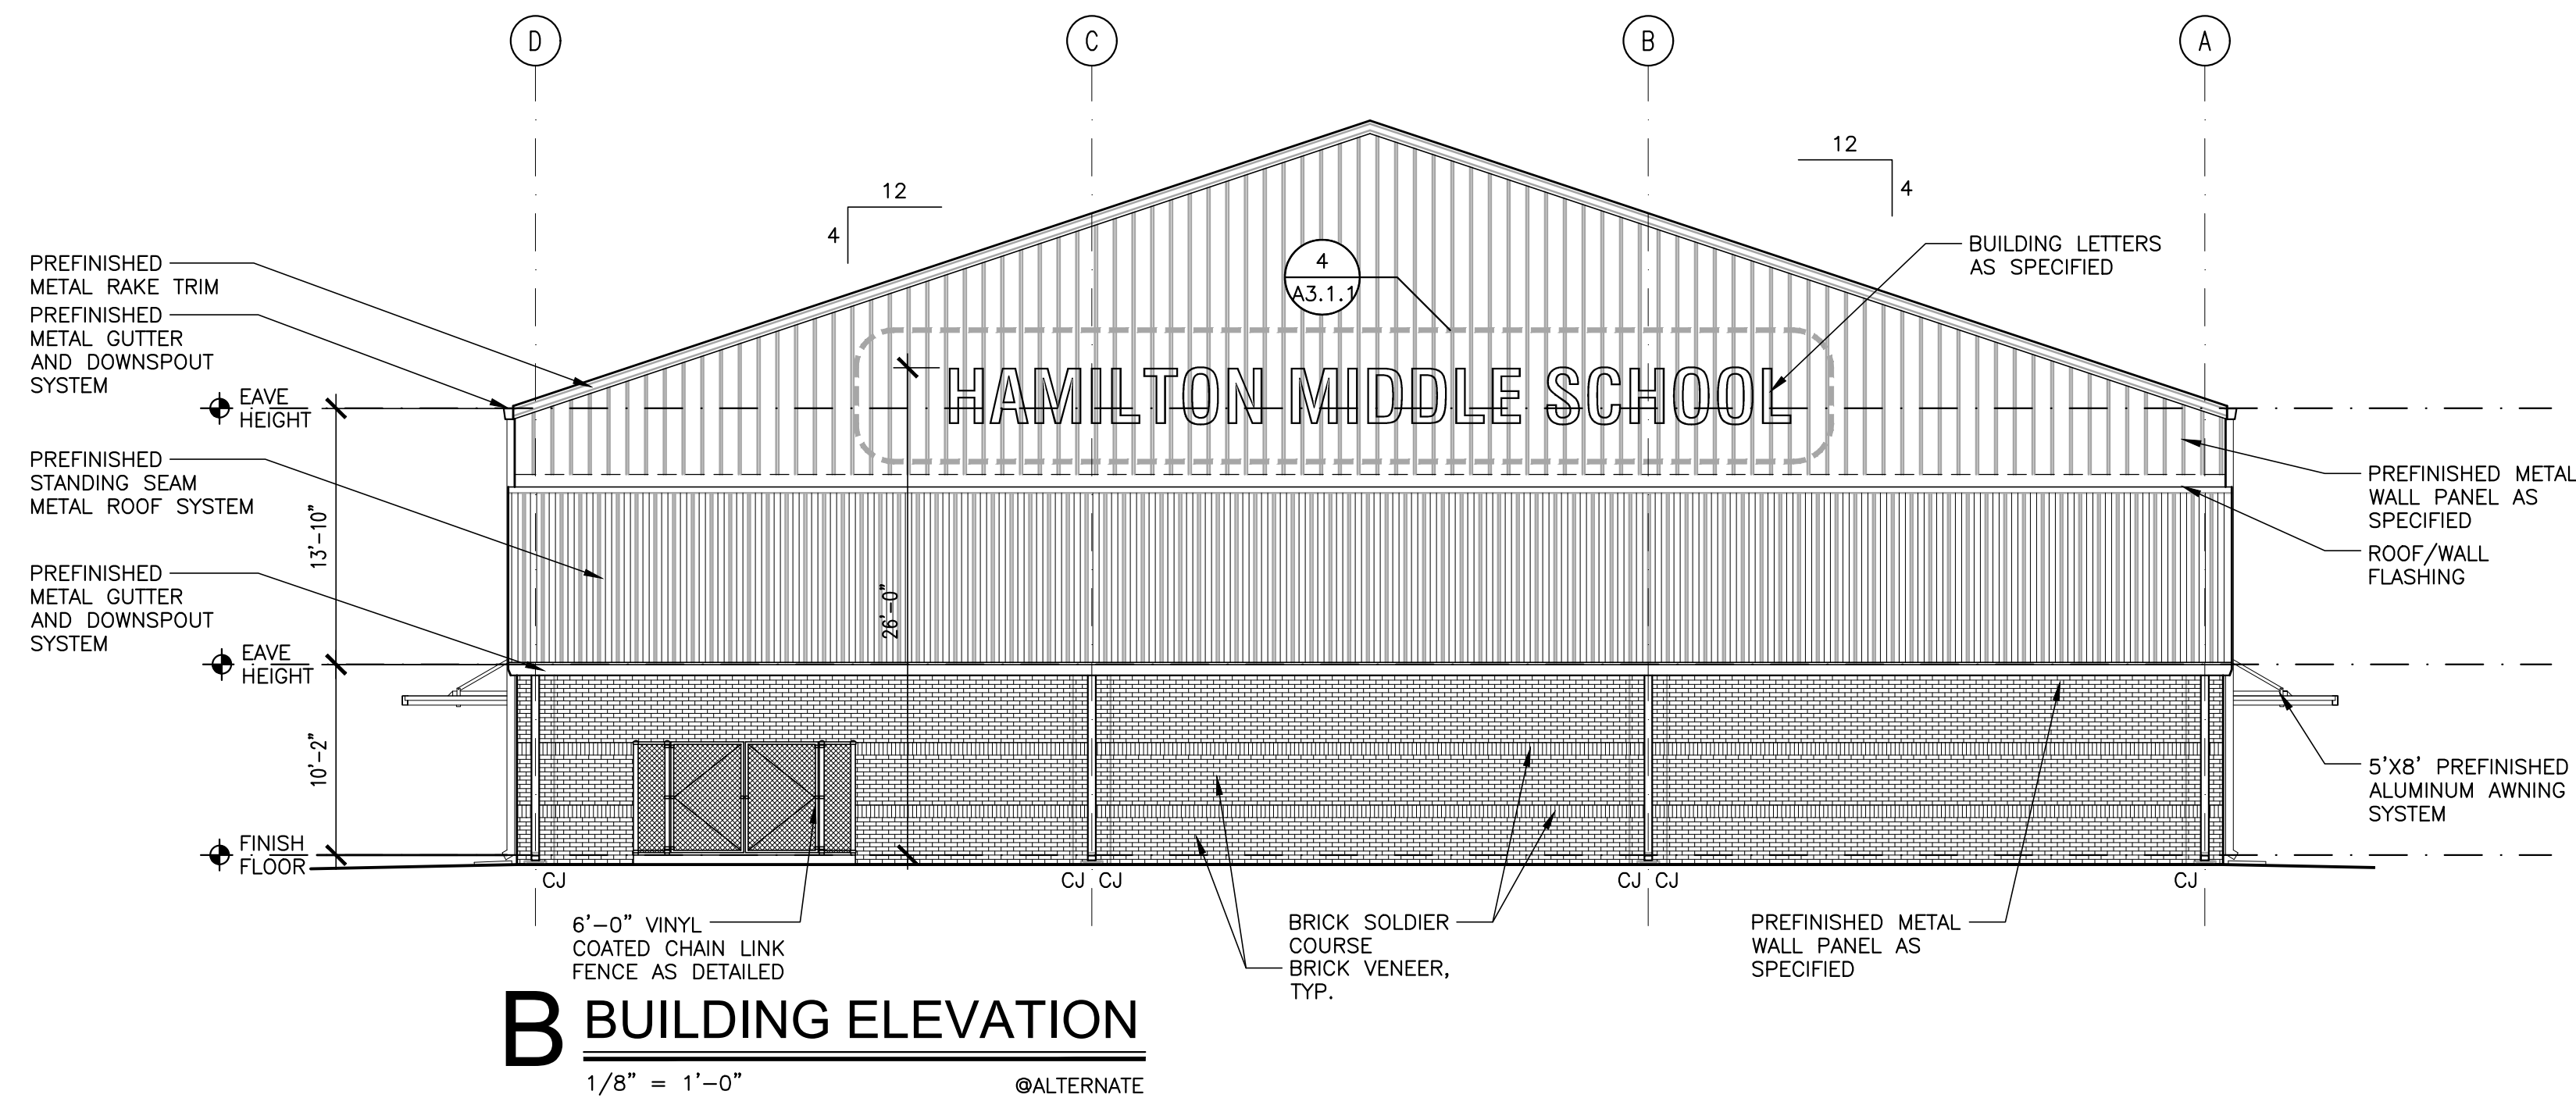 D
C
B
A
12
4
12
4
4
A3.1.1
PREFINISHED
METAL RAKE TRIM
PREFINISHED
METAL GUTTER
AND DOWNSPOUT
SYSTEM
BUILDING LETTERS
AS SPECIFIED
HAMILTON MIDDLE SCHOOL
EAVE
HEIGHT
PREFINISHED
STANDING SEAM
METAL ROOF SYSTEM
13'-10"
PREFINISHED METAL
WALL PANEL AS
SPECIFIED
ROOF/WALL
FLASHING
PREFINISHED
METAL GUTTER
AND DOWNSPOUT
SYSTEM
26'-0"
EAVE
HEIGHT
10'-2"
5'X8' PREFINISHED
ALUMINUM AWNING
SYSTEM
FINISH
FLOOR
CJ
CJ CJ
CJ CJ
CJ
6'-0" VINYL
COATED CHAIN LINK
FENCE AS DETAILED
BRICK SOLDIER
COURSE
BRICK VENEER,
TYP.
PREFINISHED METAL
WALL PANEL AS
SPECIFIED
B BUILDING ELEVATION
1/8" = 1'-0" @ALTERNATE